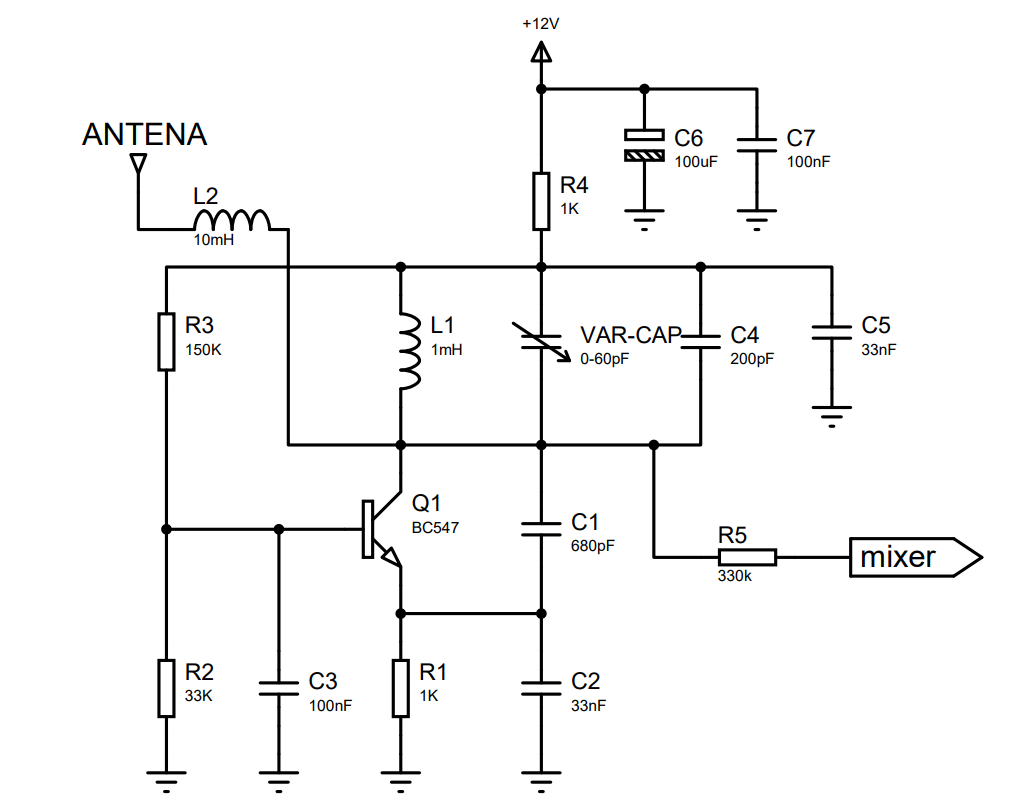 +12V
ANTENA
C6
100uF
C7
100nF
R4
1K
L2
10mH
R3
150K
L1
1mH
VAR-CAP
0-60pF
C4
200pF
C5
33nF
Q1
BC547
C1
680pF
R5
330k
mixer
R2
33K
C3
100nF
R1
1K
C2
33nF